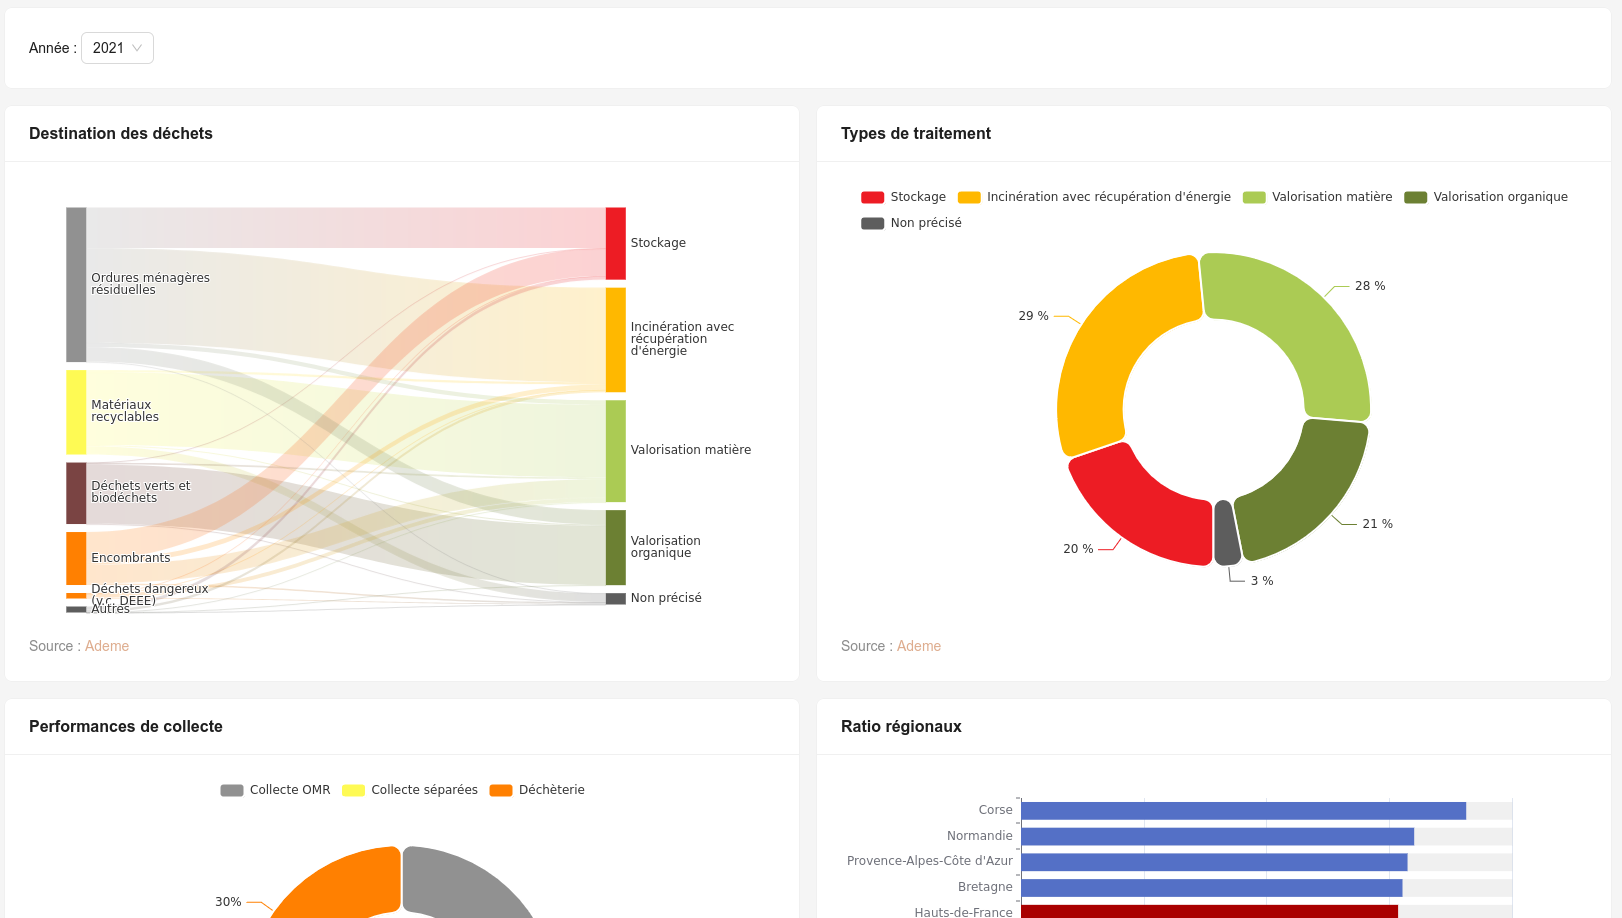 Année : 2021
Destination des déchets
Ordures ménagères
résiduelles
Matériaux
recyclables
Déchets verts et
biodéchets
Encombrants
Déchets dangereux
(y.c. DEEE)
Autres
Stockage
Incinération avec
récupération
d'énergie
Valorisation matière
Valorisation
organique
Non précisé
Source : Ademe
Types de traitement
Stockage Incinération avec récupération d'énergie Valorisation matière Valorisation organique
Non précisé
28 %
29 %
21 %
20 %
3 %
Source : Ademe
Performances de collecte
Collecte OMR Collecte séparées Déchèterie
30%
Ratio régionaux
Corse
Normandie
Provence-Alpes-Côte d'Azur
Bretagne
Hauts-de-France